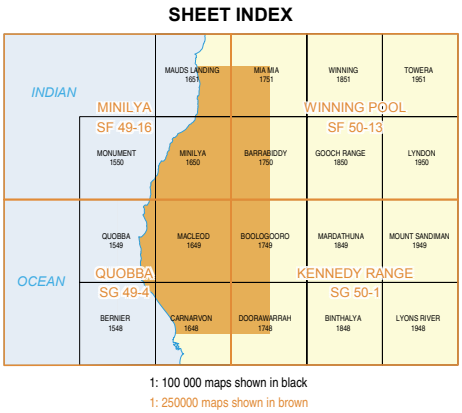 SHEET INDEX
MAUDS LANDING
1651
MIA MIA
1751
WINNING
1851
TOWERA
1951
INDIAN
MINILYA
SF 49-16
WINNING POOL
SF 50-13
MONUMENT
1550
MINILYA
1650
BARRABIDDY
1750
GOOCH RANGE
1850
LYNDON
1950
QUOBBA
1549
MACLEOD
1649
BOOLOGOORO
1749
MARDATHUNA
1849
MOUNT SANDIMAN
1949
OCEAN
QUOBBA
SG 49-4
KENNEDY RANGE
SG 50-1
BERNIER
1548
CARNARVON
1648
DOORAWARRAH
1748
BINTHALYA
1848
LYONS RIVER
1948
1: 100 000 maps shown in black
1: 250000 maps shown in brown